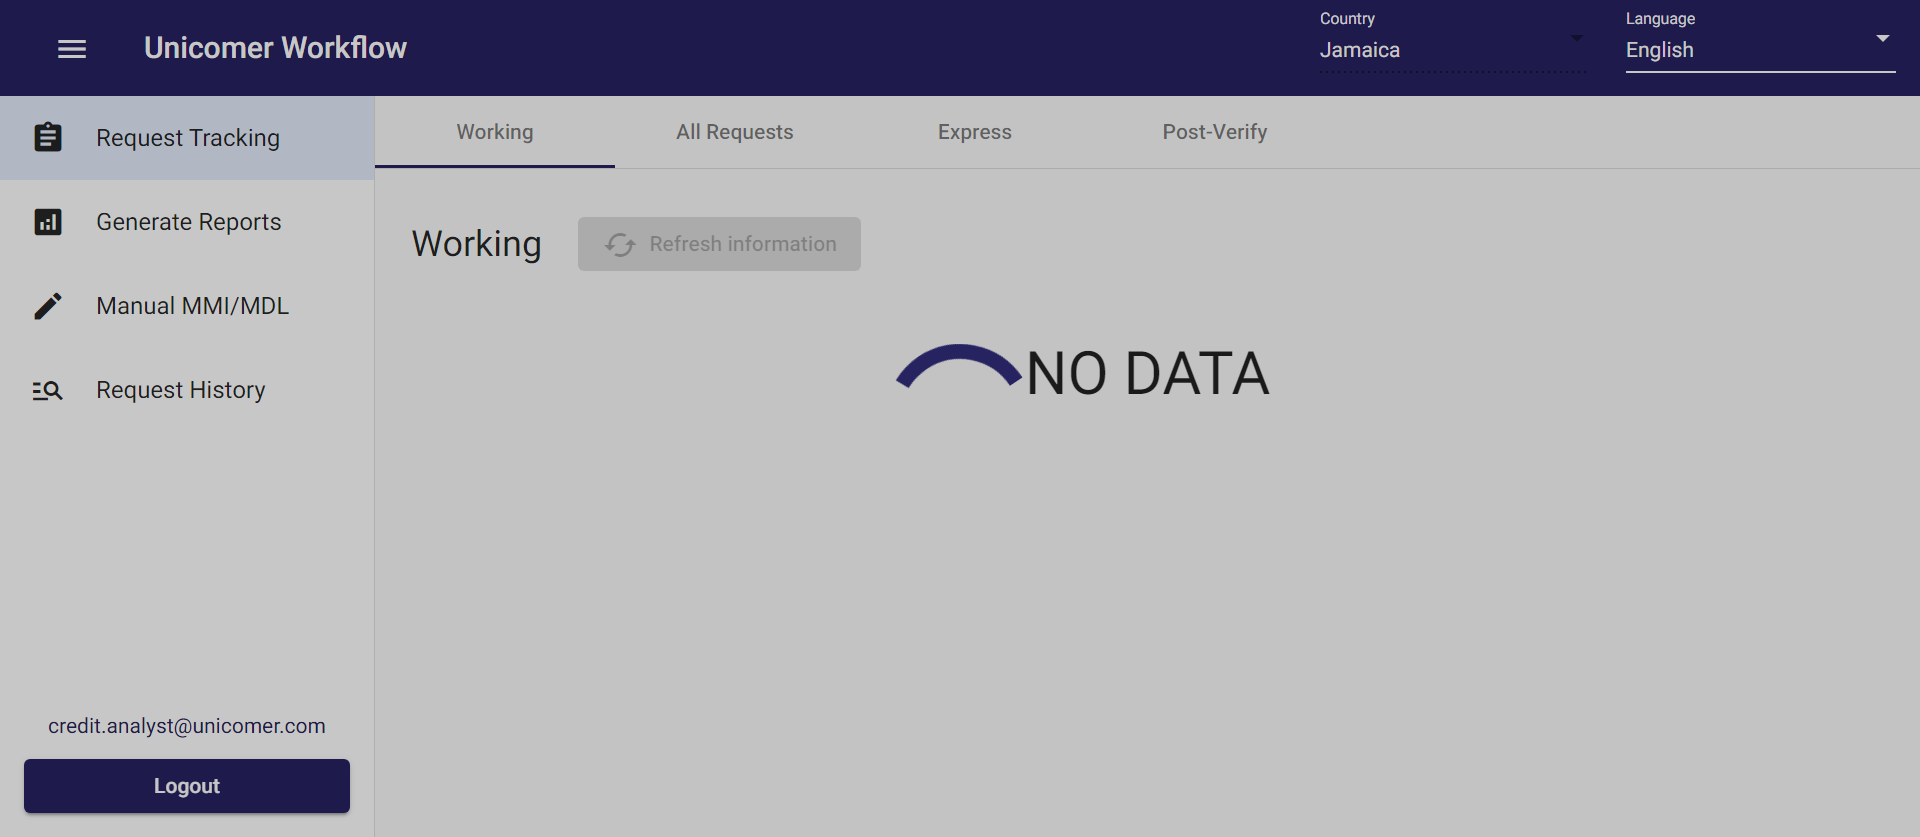 Unicomer Workflow
Country
Jamaica
Language
English
Request Tracking
Generate Reports
Manual MMI/MDL
Request History
credit.analyst@unicomer.com
Logout
Working
All Requests
Express
Post-Verify
Working
Refresh information
NO DATA